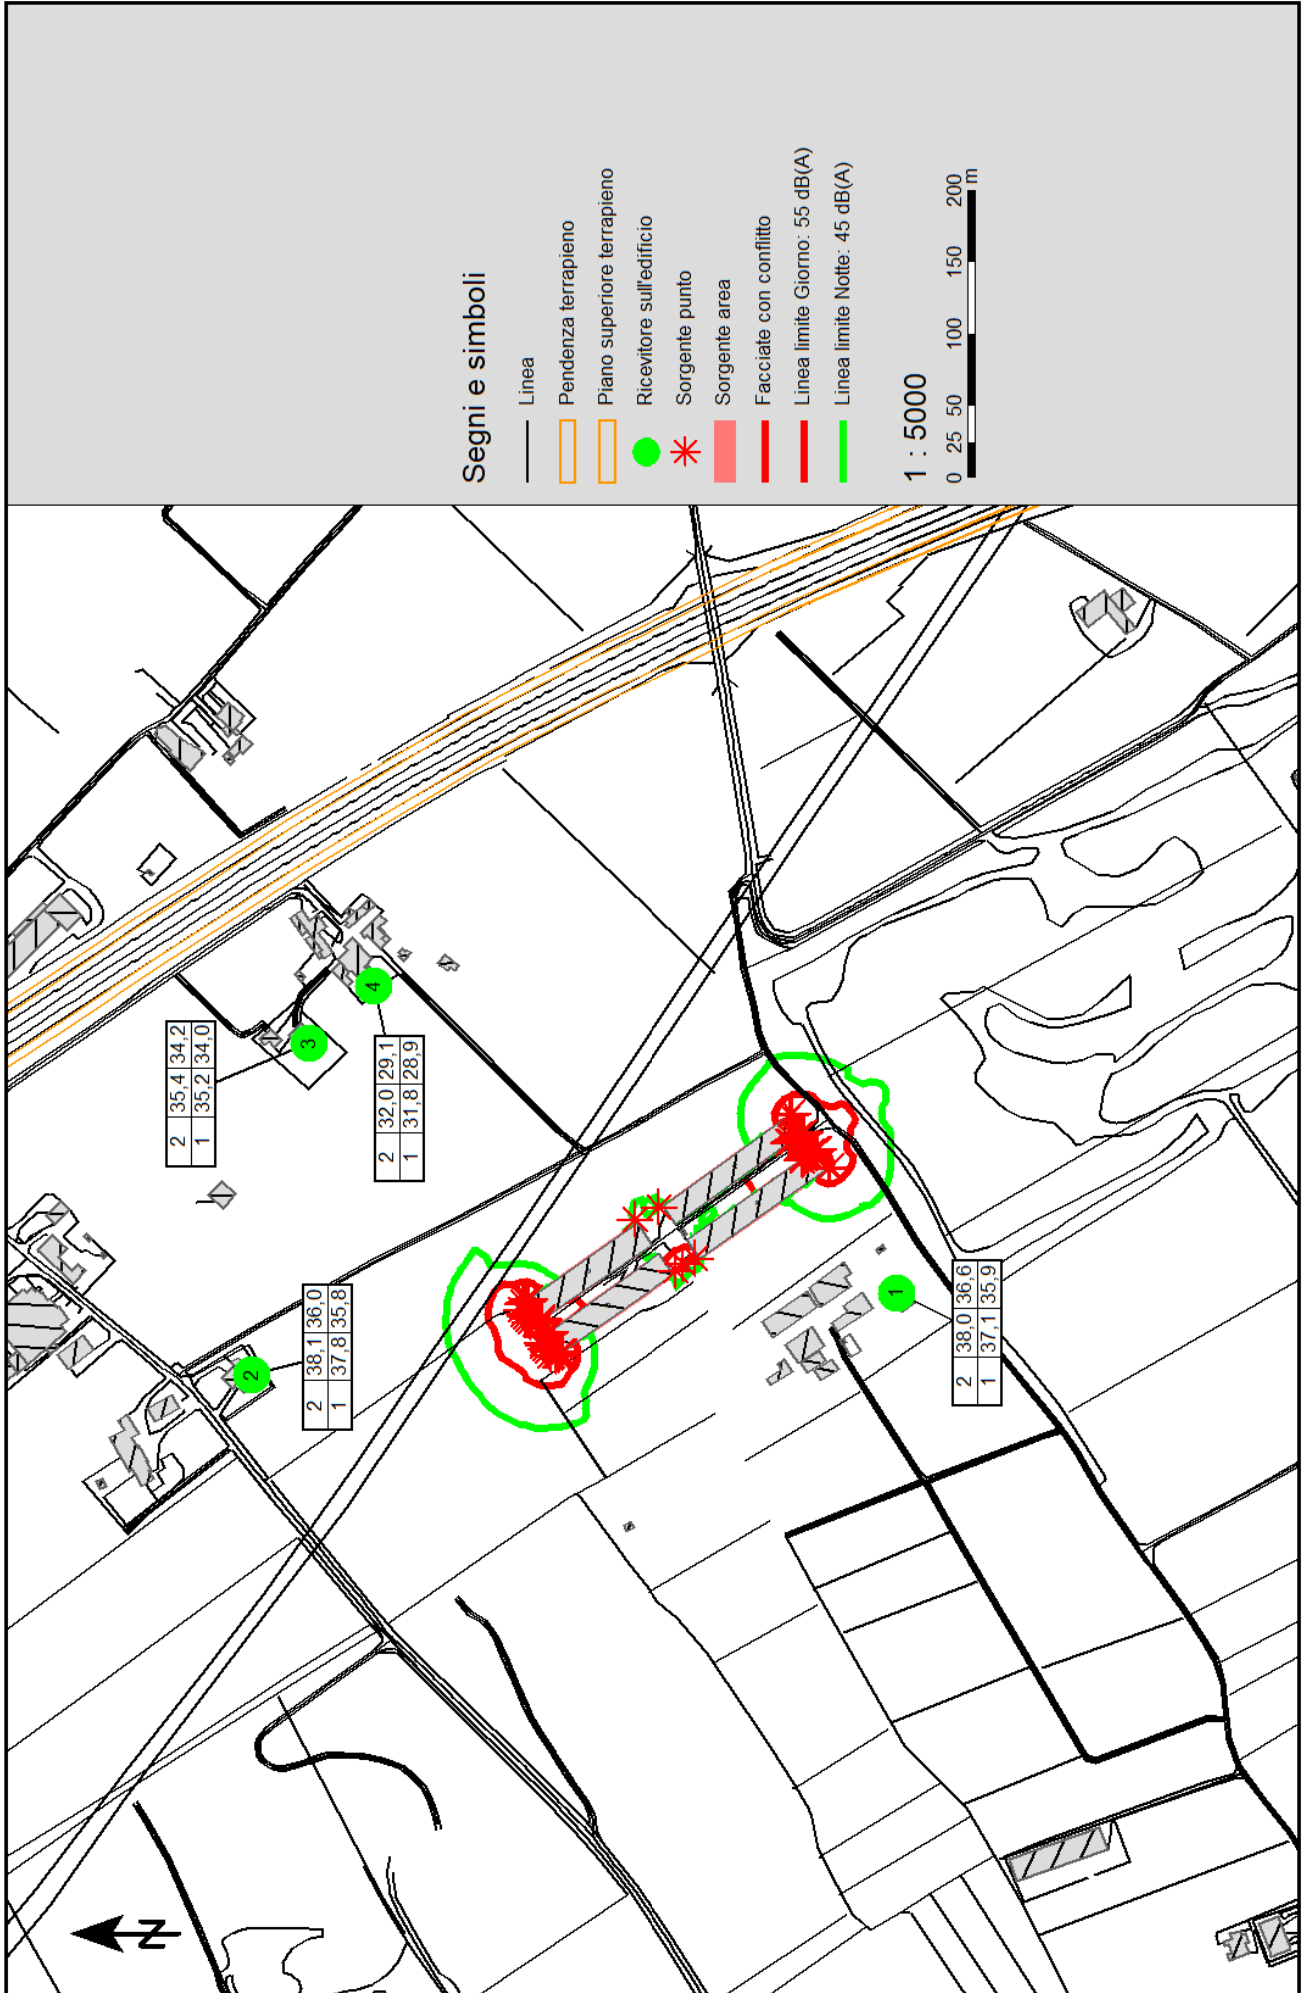 Segni e simboli
Linea
Pendenza terrapieno
Piano superiore terrapieno
Ricevitore sull'edificio
Sorgente punto
Sorgente area
Facciate con conflitto
Linea limite Giorno: 55 dB(A)
Linea limite Notte: 45 dB(A)
1 : 5000
0 25 50 100 150 200
m
2 35,4 34,2
1 35,2 34,0
3
4
2 32,0 29,1
1 31,8 28,9
2
2 38,1 36,0
1 37,8 35,8
1
2 38,0 36,6
1 37,1 35,9
N